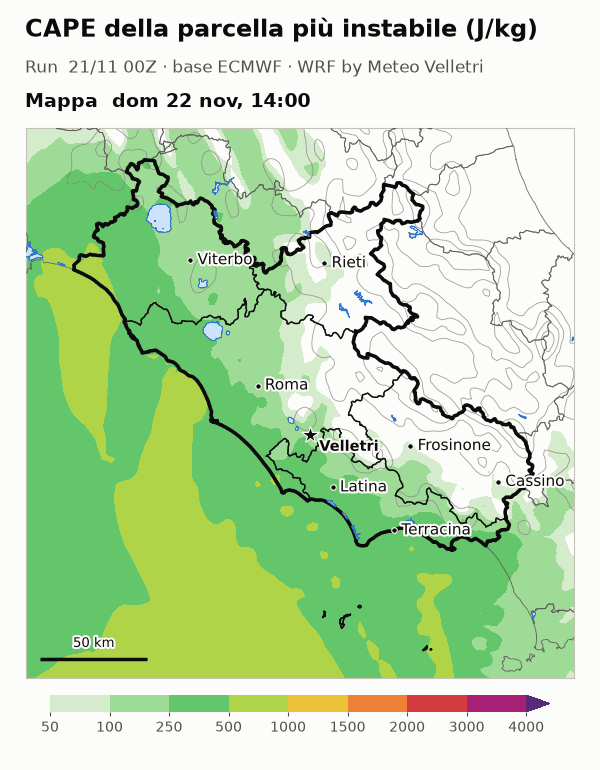 CAPE della parcella più instabile (J/kg)
Run 21/11 00Z · base ECMWF · WRF by Meteo Velletri
Mappa dom 22 nov, 14:00
Viterbo
Rieti
Roma
Velletri
Frosinone
Latina
Cassino
Terracina
50 km
50 100 250 500 1000 1500 2000 3000 4000